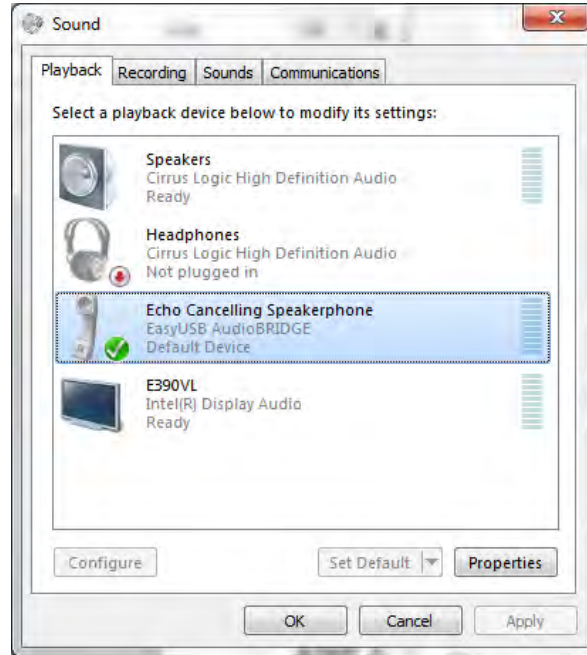 Sound
Playback Recording Sounds Communications
Select a playback device below to modify its settings:
Speakers
Cirrus Logic High Definition Audio
Ready
Headphones
Cirrus Logic High Definition Audio
Not plugged in
Echo Cancelling Speakerphone
EasyUSB AudioBRIDGE
Default Device
E390VL
Intel(R) Display Audio
Ready
Configure Set Default Properties
OK Cancel Apply